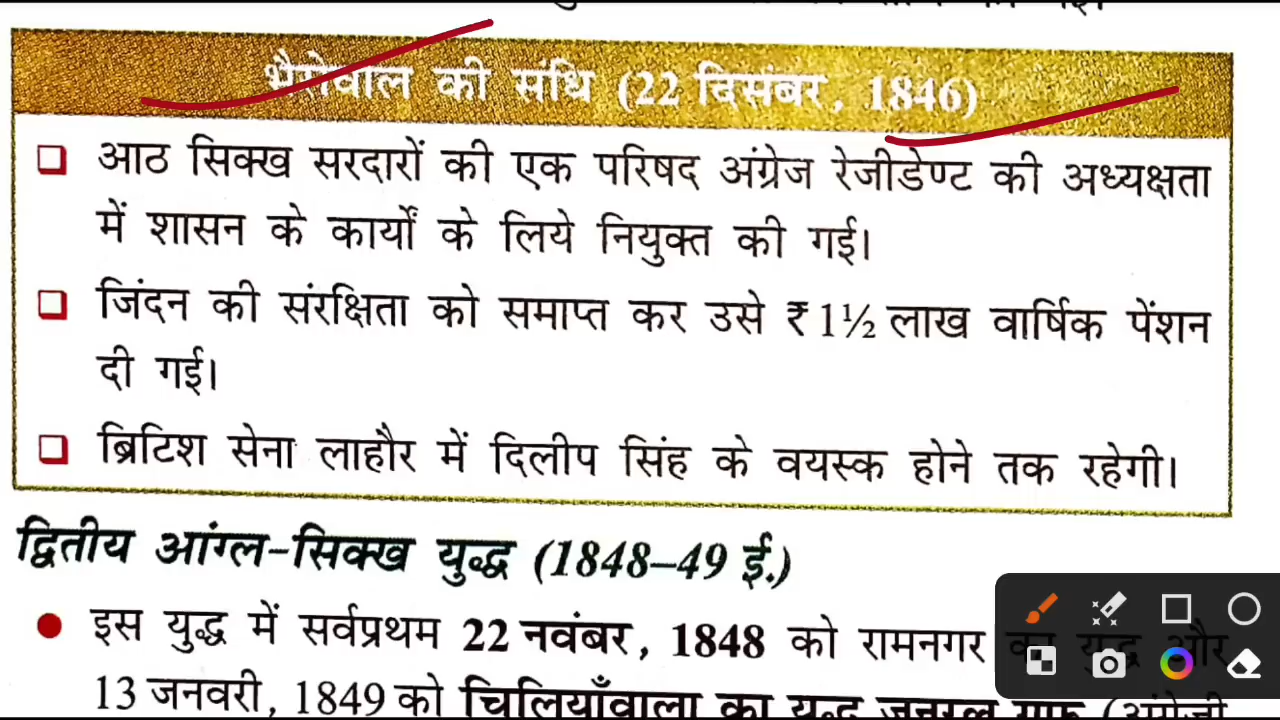 भैरोवाल की संधि (22 दिसंबर, 1846)
❑ आठ सिक्ख सरदारों की एक परिषद अंग्रेज रेजीडेण्ट की अध्यक्षता
में शासन के कार्यों के लिये नियुक्त की गई।
❑ जिंदन की संरक्षिता को समाप्त कर उसे ₹ 1½ लाख वार्षिक पेंशन
दी गई।
❑ ब्रिटिश सेना लाहौर में दिलीप सिंह के वयस्क होने तक रहेगी।
द्वितीय आंग्ल-सिक्ख युद्ध (1848–49 ई.)
● इस युद्ध में सर्वप्रथम 22 नवंबर, 1848 को रामनगर का युद्ध और
13 जनवरी, 1849 को चिलियाँवाला का युद्ध जनरल गाफ (अंग्रेजी